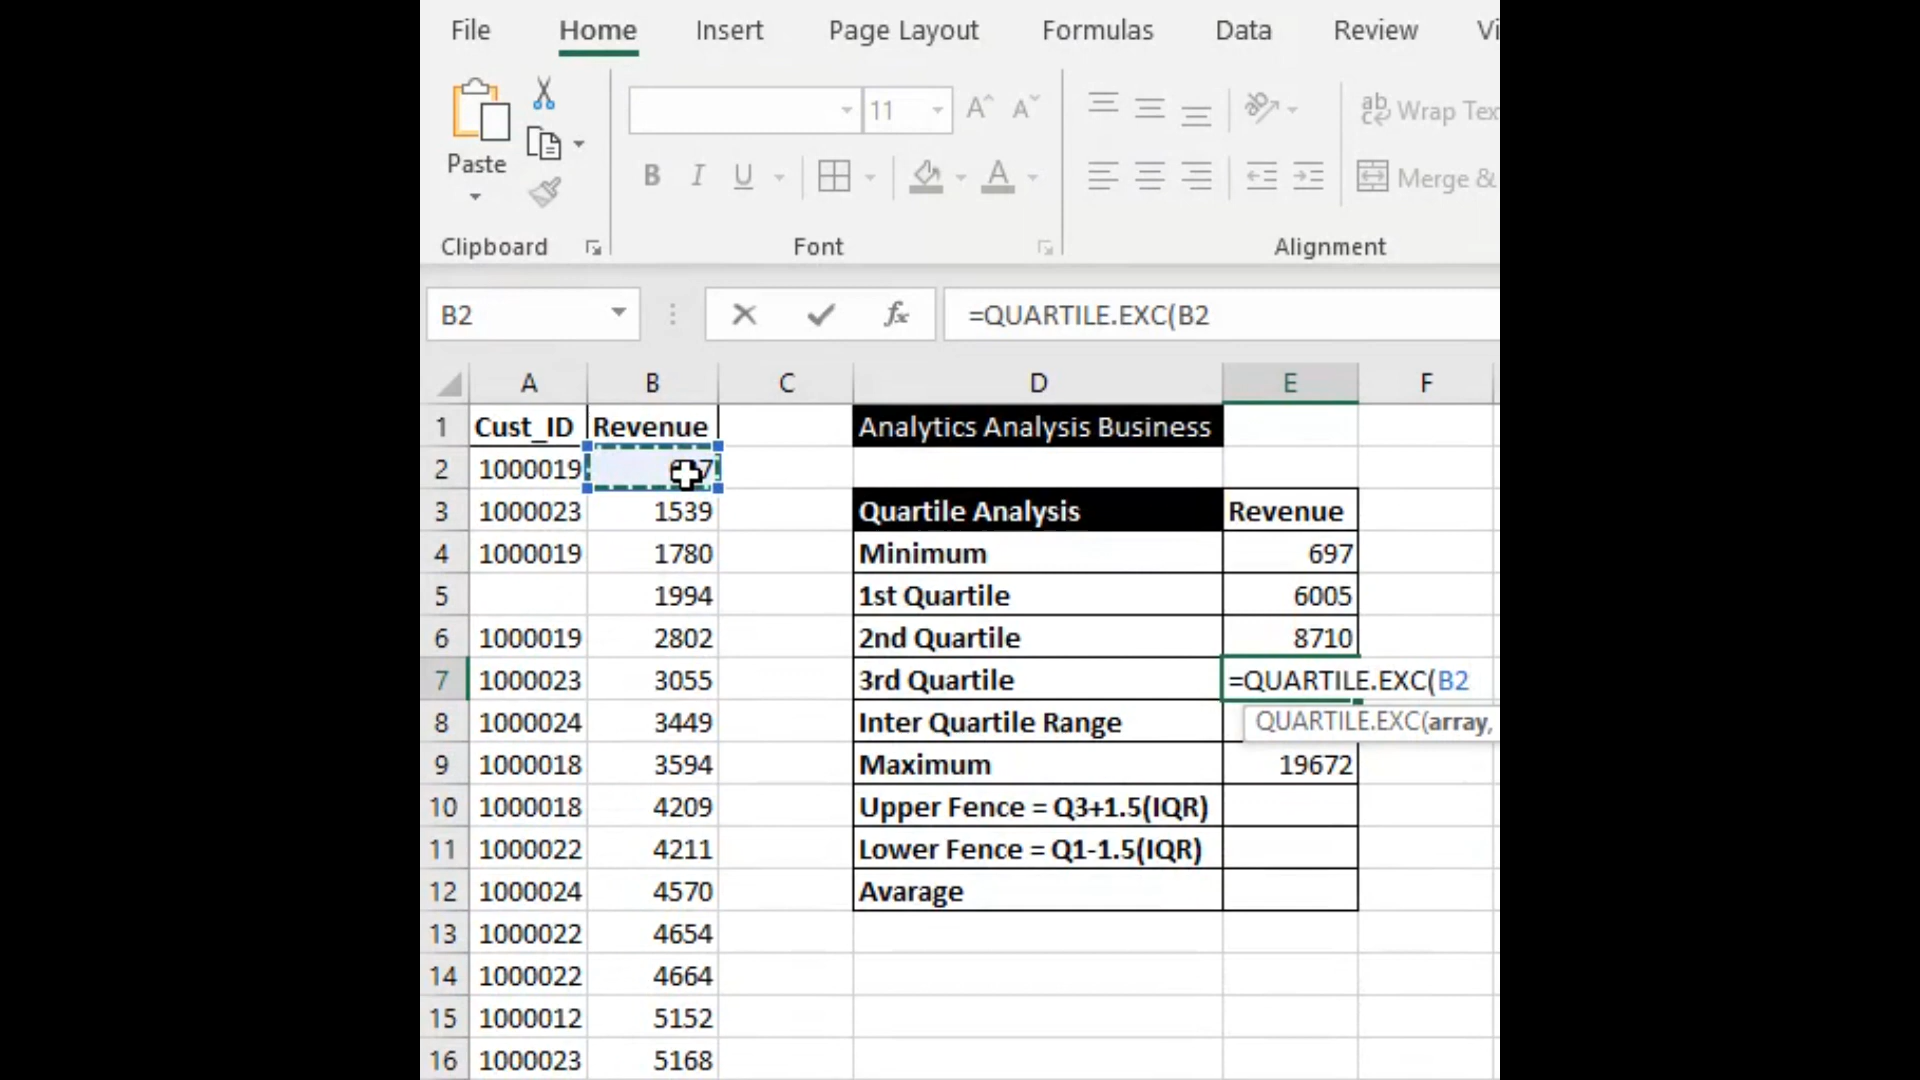 File Home Insert Page Layout Formulas Data Review
Paste
11
B I U
ab Wrap Tex
Merge &
Clipboard Font Alignment
B2 fx =QUARTILE.EXC(B2
A B C D E F
1 Cust_ID Revenue Analytics Analysis Business
2 1000019
3 1000023 1539 Quartile Analysis Revenue
4 1000019 1780 Minimum 697
5 1994 1st Quartile 6005
6 1000019 2802 2nd Quartile 8710
7 1000023 3055 3rd Quartile =QUARTILE.EXC(B2
8 1000024 3449 Inter Quartile Range QUARTILE.EXC(array,
9 1000018 3594 Maximum 19672
10 1000018 4209 Upper Fence = Q3+1.5(IQR)
11 1000022 4211 Lower Fence = Q1-1.5(IQR)
12 1000024 4570 Avarage
13 1000022 4654
14 1000022 4664
15 1000012 5152
16 1000023 5168